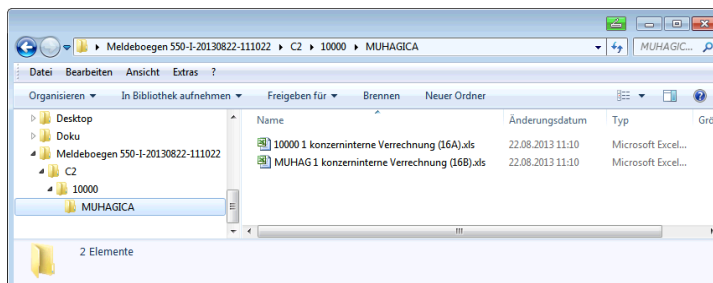 Meldeboegen 550-I-20130822-111022 C2 10000 MUHAGICA MUHAGIC...
Datei Bearbeiten Ansicht Extras ?
Organisieren In Bibliothek aufnehmen Freigeben für Brennen Neuer Ordner
Desktop
Doku
Meldeboegen 550-I-20130822-111022
C2
10000
MUHAGICA
Name Änderungsdatum Typ Grö
10000 1 konzerninterne Verrechnung (16A).xls 22.08.2013 11:10 Microsoft Excel...
MUHAG 1 konzerninterne Verrechnung (16B).xls 22.08.2013 11:10 Microsoft Excel...
2 Elemente